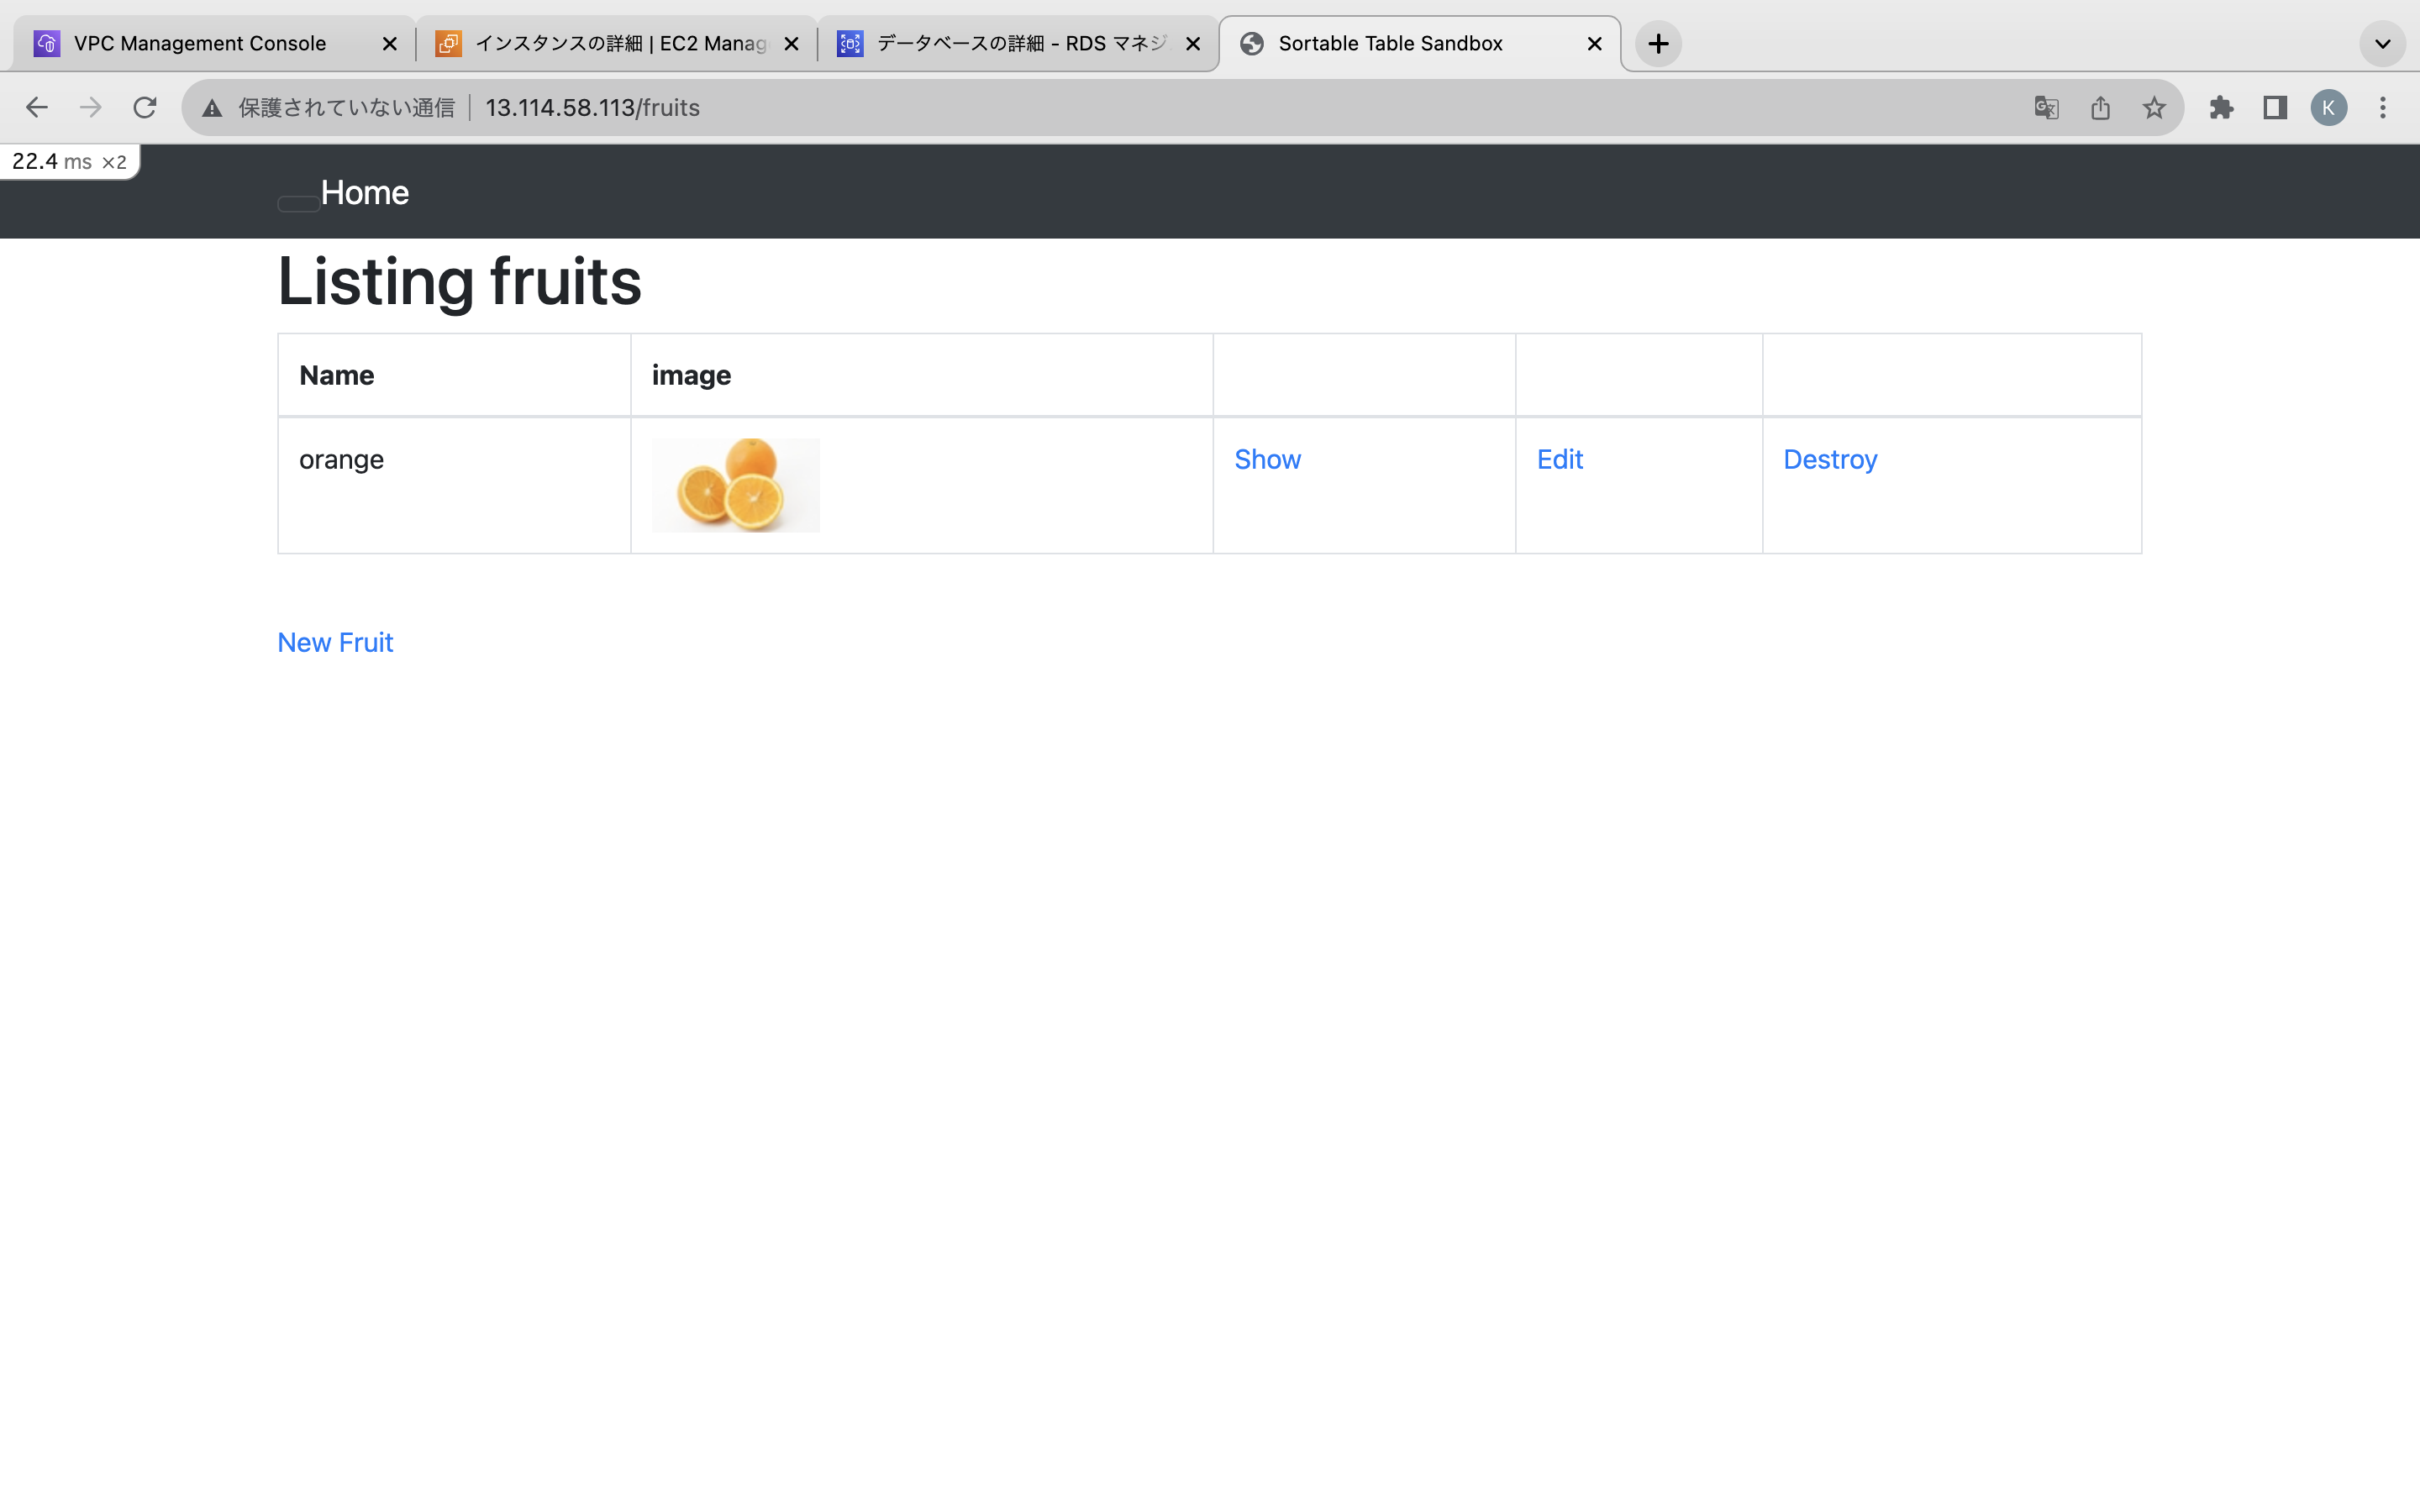 VPC Management Console
インスタンスの詳細 | EC2 Manag
データベースの詳細 - RDS マネジ
Sortable Table Sandbox
保護されていない通信 13.114.58.113/fruits
K
22.4 ms ×2
Home
Listing fruits
Name image
orange Show Edit Destroy
New Fruit